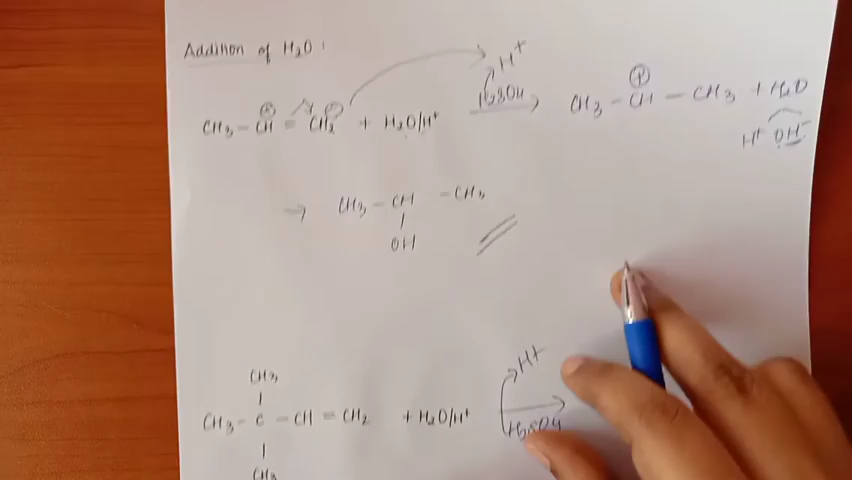 Addition of H2O :
H+
CH3 - CH = CH2 + H2O/H+ H2SO4 CH3 - CH - CH3 + H2O
⊕ ⊖ ⊕
H+ OH-
→ CH3 - CH - CH3
|
OH
CH3
|
CH3 - C - CH = CH2 + H2O/H+ H2SO4
H+
|
CH3